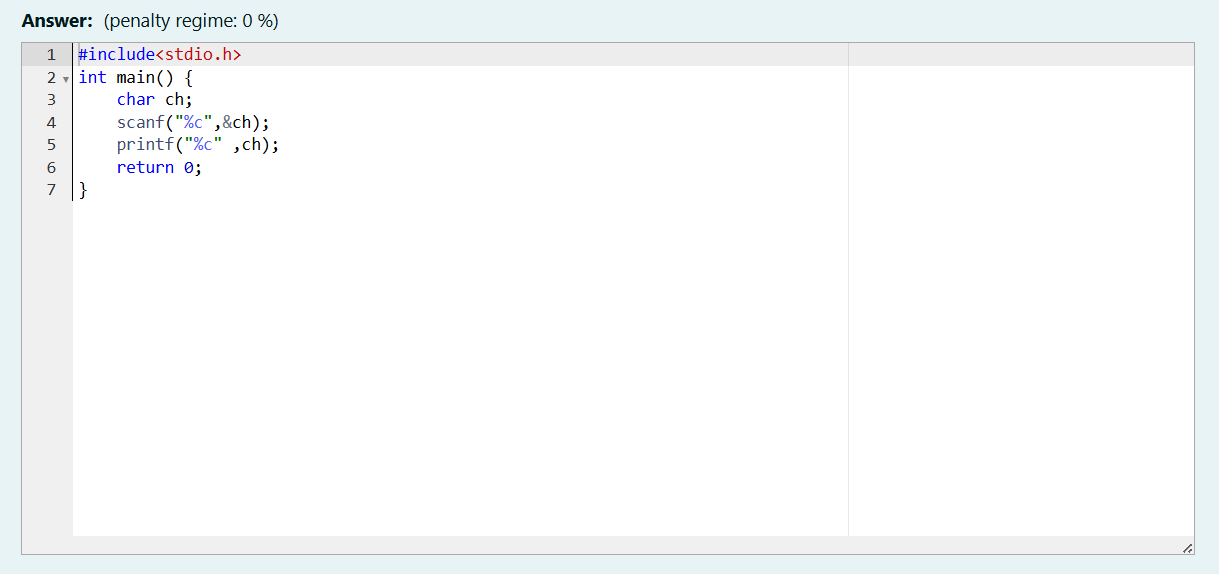 Answer: (penalty regime: 0 %)
1 #include<stdio.h>
2 int main() {
3     char ch;
4     scanf("%c",&ch);
5     printf("%c" ,ch);
6     return 0;
7 }